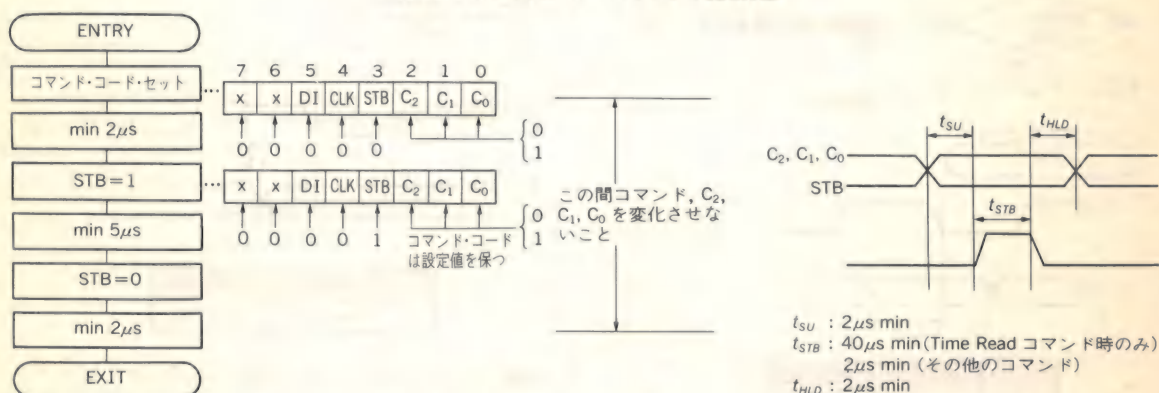 ENTRY
コマンド・コード・セット
min 2μs
STB=1
min 5μs
STB=0
min 2μs
EXIT
7 6 5 4 3 2 1 0
… x x DI CLK STB C₂ C₁ C₀
0 0 0 0 0
0
1
… x x DI CLK STB C₂ C₁ C₀
0 0 0 0 1
コマンド・コード
は設定値を保つ
0
1
この間コマンド, C₂,
C₁, C₀ を変化させな
いこと
tSU tHLD
C₂, C₁, C₀
STB
tSTB
tSU : 2μs min
tSTB : 40μs min (Time Read コマンド時のみ)
2μs min (その他のコマンド)
tHLD : 2μs min